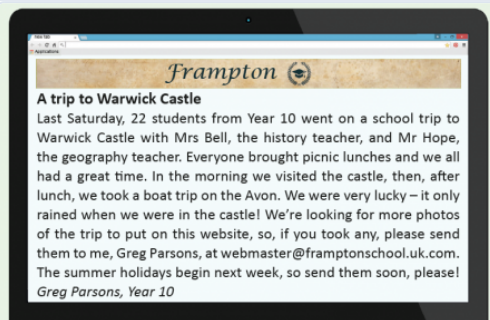 New Tab
Applications
Frampton
A trip to Warwick Castle
Last Saturday, 22 students from Year 10 went on a school trip to
Warwick Castle with Mrs Bell, the history teacher, and Mr Hope,
the geography teacher. Everyone brought picnic lunches and we all
had a great time. In the morning we visited the castle, then, after
lunch, we took a boat trip on the Avon. We were very lucky – it only
rained when we were in the castle! We're looking for more photos
of the trip to put on this website, so, if you took any, please send
them to me, Greg Parsons, at webmaster@framptonschool.uk.com.
The summer holidays begin next week, so send them soon, please!
Greg Parsons, Year 10